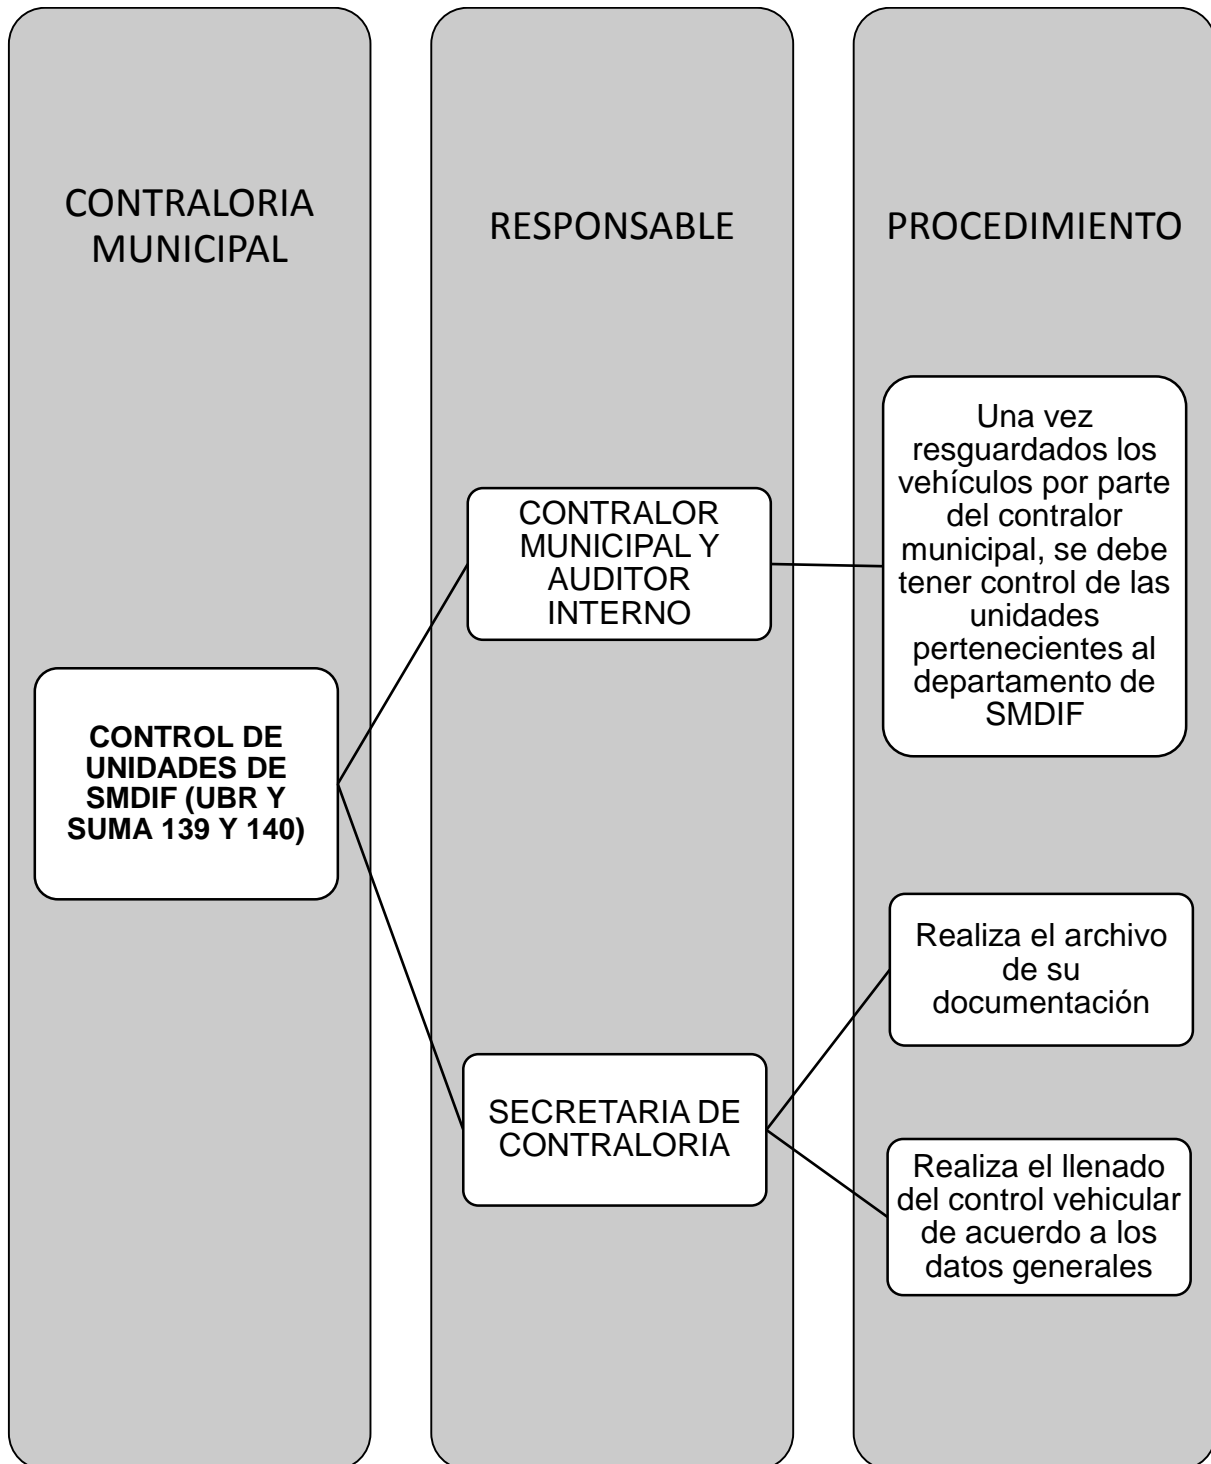 CONTRALORIA
MUNICIPAL
RESPONSABLE
PROCEDIMIENTO
CONTROL DE
UNIDADES DE
SMDIF (UBR Y
SUMA 139 Y 140)
CONTRALOR
MUNICIPAL Y
AUDITOR
INTERNO
Una vez
resguardados los
vehículos por parte
del contralor
municipal, se debe
tener control de las
unidades
pertenecientes al
departamento de
SMDIF
SECRETARIA DE
CONTRALORIA
Realiza el archivo
de su
documentación
Realiza el llenado
del control vehicular
de acuerdo a los
datos generales